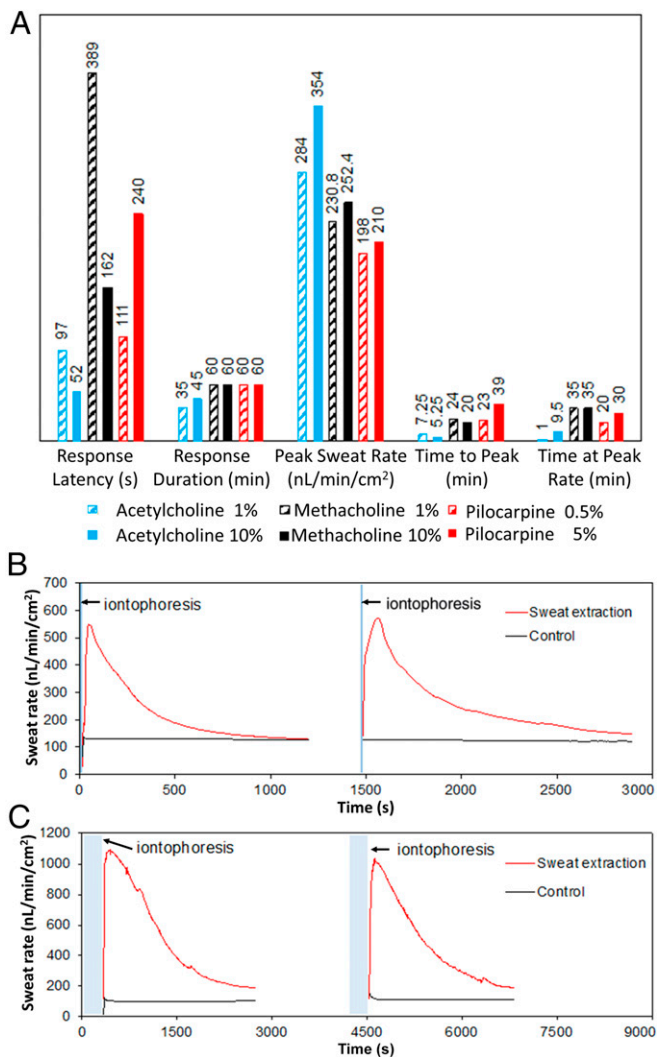 A
97
52
389
162
111
240
35
45
60
60
60
60
284
354
230.8
252.4
198
210
7.25
5.25
24
20
23
39
1
9.5
35
35
20
30
Response Latency (s)
Response Duration (min)
Peak Sweat Rate (nL/min/cm²)
Time to Peak (min)
Time at Peak Rate (min)
Acetylcholine 1%
Methacholine 1%
Pilocarpine 0.5%
Acetylcholine 10%
Methacholine 10%
Pilocarpine 5%
B
Sweat rate (nL/min/cm²)
700
600
500
400
300
200
100
0
iontophoresis
iontophoresis
Sweat extraction
Control
0 500 1000 1500 2000 2500 3000
Time (s)
C
Sweat rate (nL/min/cm²)
1200
1000
800
600
400
200
0
iontophoresis
iontophoresis
Sweat extraction
Control
0 1500 3000 4500 6000 7500 9000
Time (s)